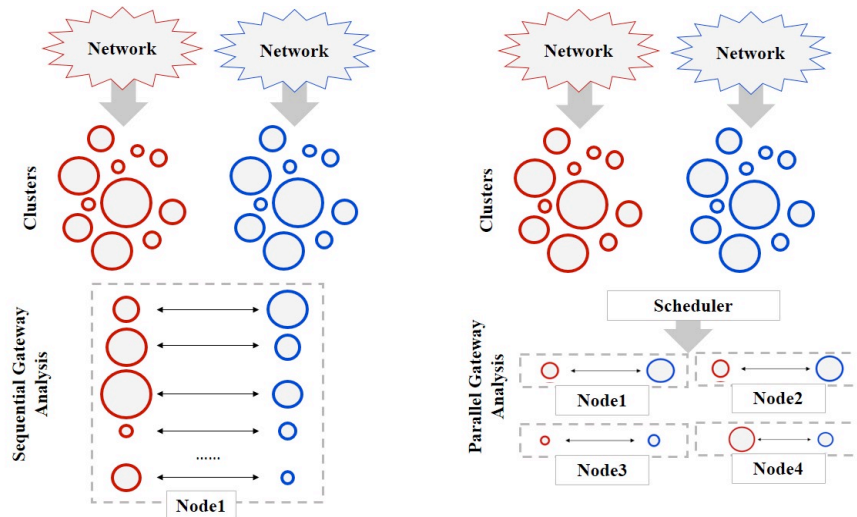 Network
Network
Clusters
Sequential Gateway
Analysis
......
Node1
Network
Network
Clusters
Scheduler
Parallel Gateway
Analysis
Node1
Node2
Node3
Node4